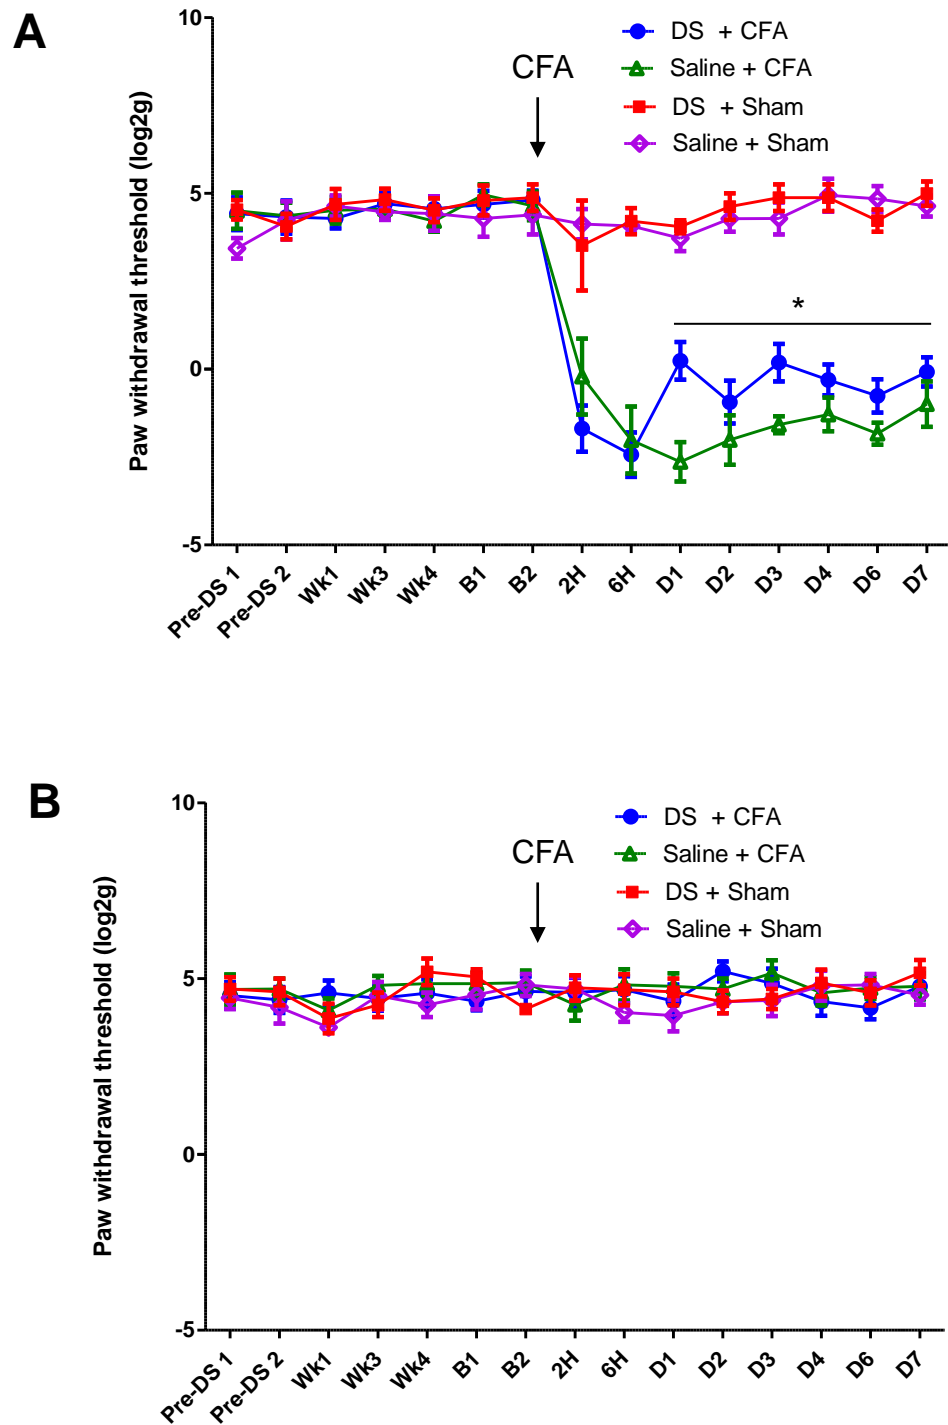 A
10
5
0
-5
Paw withdrawal threshold (log2g)
CFA
DS + CFA
Saline + CFA
DS + Sham
Saline + Sham
*
Pre-DS 1
Pre-DS 2
Wk1
Wk3
Wk4
B1
B2
2H
6H
D1
D2
D3
D4
D6
D7
B
10
5
0
-5
Paw withdrawal threshold (log2g)
CFA
DS + CFA
Saline + CFA
DS + Sham
Saline + Sham
Pre-DS 1
Pre-DS 2
Wk1
Wk3
Wk4
B1
B2
2H
6H
D1
D2
D3
D4
D6
D7